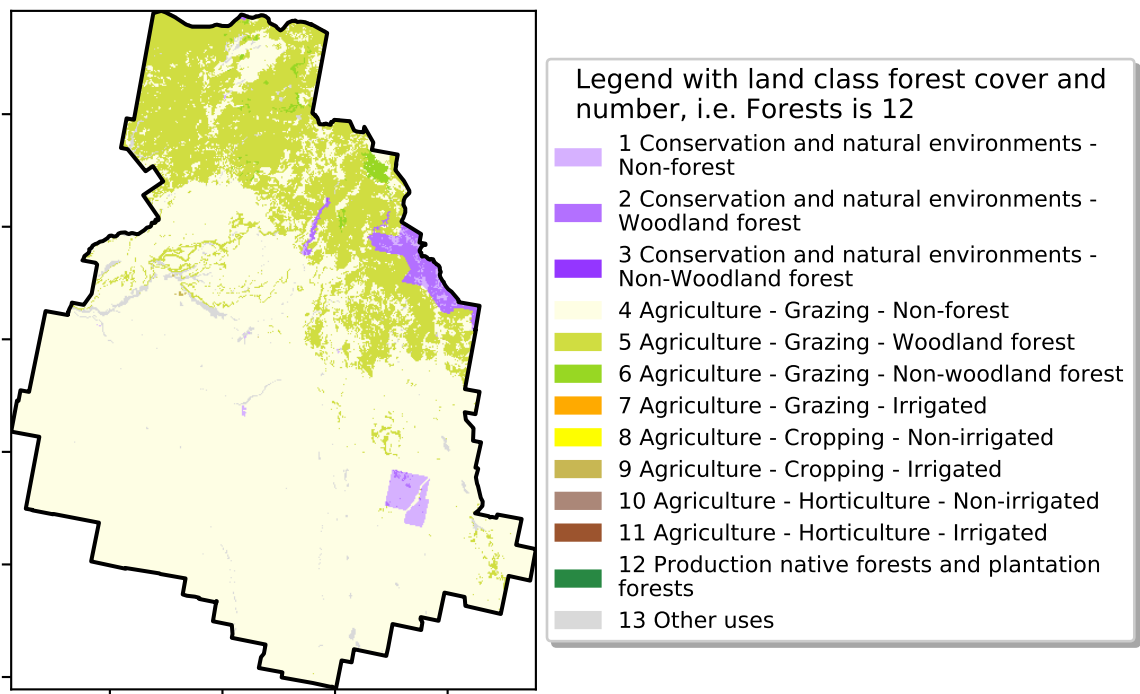 Legend with land class forest cover and
number, i.e. Forests is 12
1 Conservation and natural environments -
Non-forest
2 Conservation and natural environments -
Woodland forest
3 Conservation and natural environments -
Non-Woodland forest
4 Agriculture - Grazing - Non-forest
5 Agriculture - Grazing - Woodland forest
6 Agriculture - Grazing - Non-woodland forest
7 Agriculture - Grazing - Irrigated
8 Agriculture - Cropping - Non-irrigated
9 Agriculture - Cropping - Irrigated
10 Agriculture - Horticulture - Non-irrigated
11 Agriculture - Horticulture - Irrigated
12 Production native forests and plantation
forests
13 Other uses